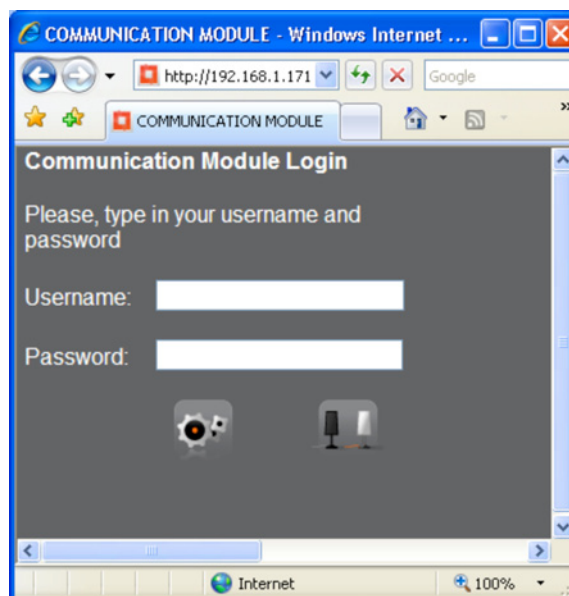 COMMUNICATION MODULE - Windows Internet ...
http://192.168.1.171
Google
COMMUNICATION MODULE
Communication Module Login
Please, type in your username and
password
Username:
Password:
Internet
100%